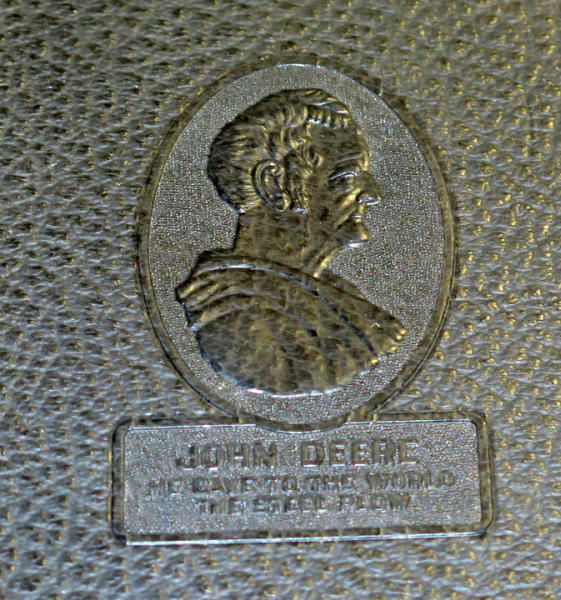 JOHN DEERE
HE GAVE TO THE WORLD
THE STEEL PLOW